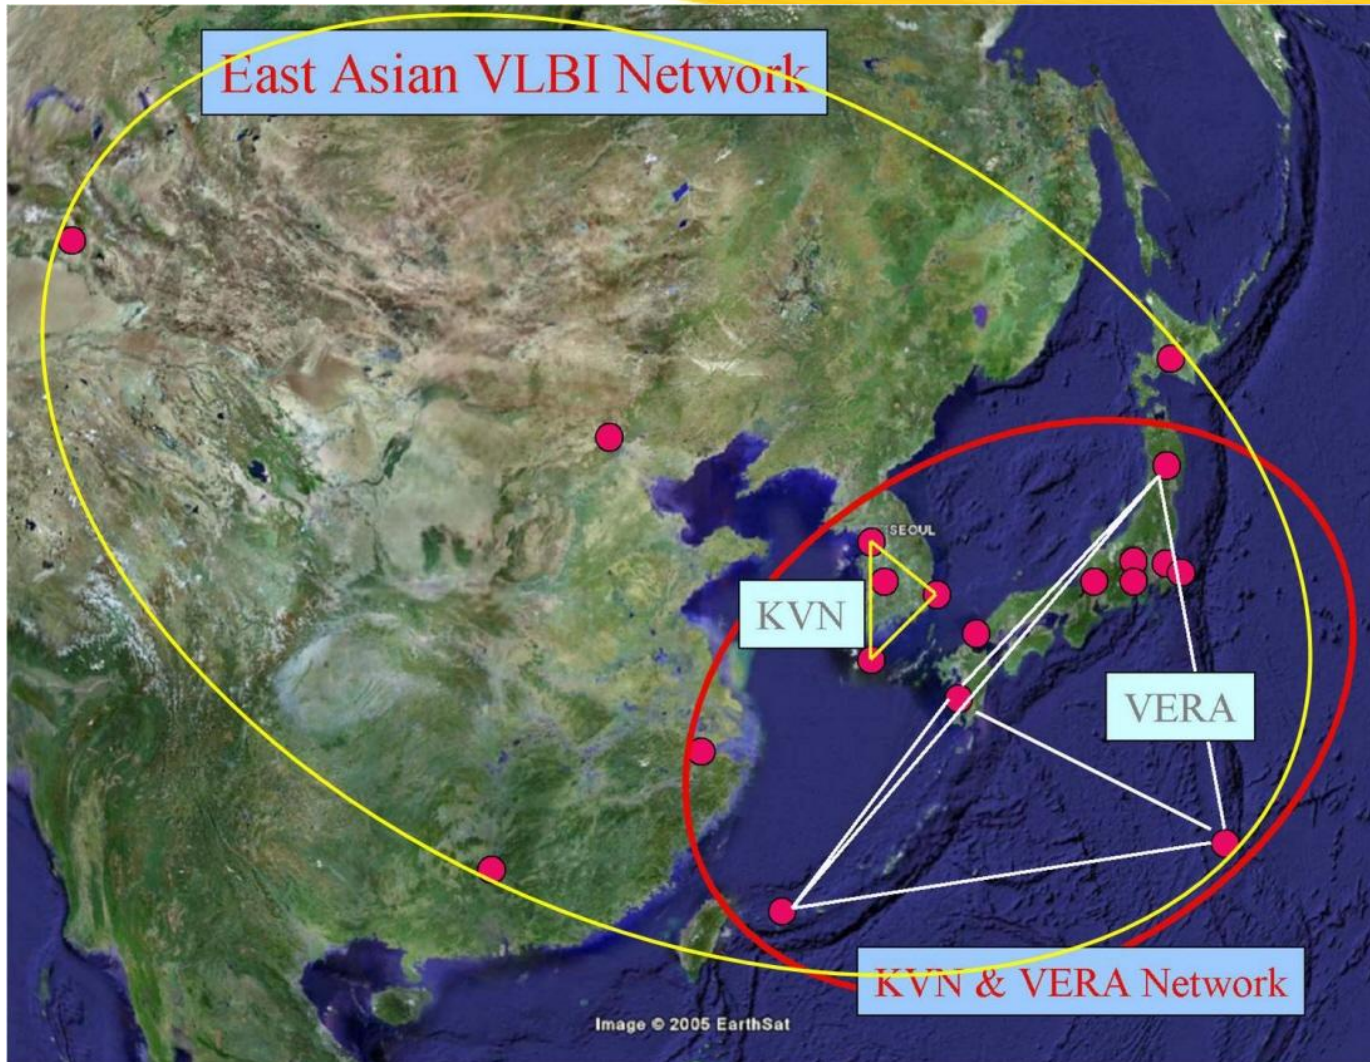 East Asian VLBI Network
SEOUL
KVN
VERA
KVN & VERA Network
Image © 2005 EarthSat